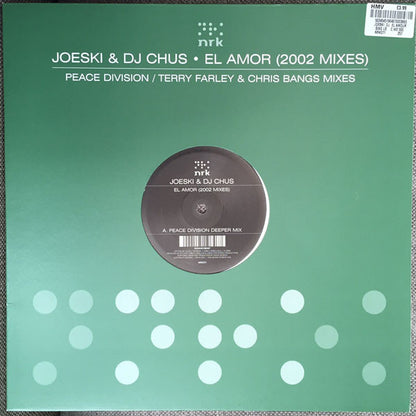 nrk
HMV
JOESKI & DJ CHUS • EL AMOR (2002 MIXES)
PEACE DIVISION / TERRY FARLEY & CHRIS BANGS MIXES
nrk
JOESKI & DJ CHUS
EL AMOR (2002 MIXES)
A. PEACE DIVISION DEEPER MIX